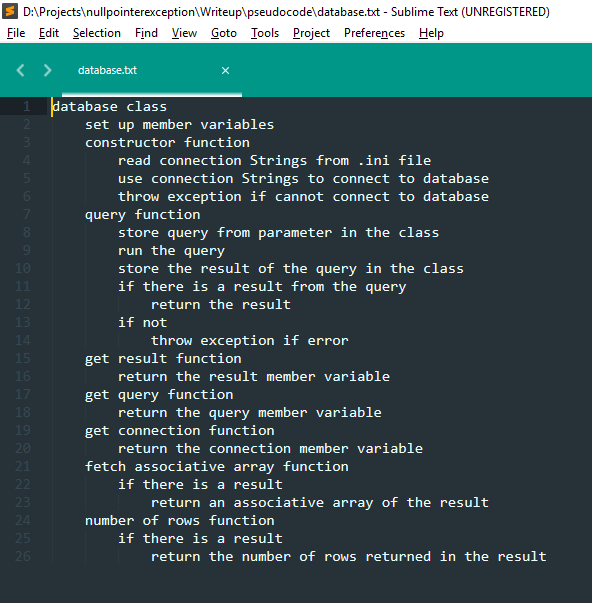 D:\Projects\nullpointerexception\Writeup\pseudocode\database.txt - Sublime Text (UNREGISTERED)
File Edit Selection Find View Goto Tools Project Preferences Help
database.txt
1 database class
2 set up member variables
3 constructor function
4 read connection Strings from .ini file
5 use connection Strings to connect to database
6 throw exception if cannot connect to database
7 query function
8 store query from parameter in the class
9 run the query
10 store the result of the query in the class
11 if there is a result from the query
12 return the result
13 if not
14 throw exception if error
15 get result function
16 return the result member variable
17 get query function
18 return the query member variable
19 get connection function
20 return the connection member variable
21 fetch associative array function
22 if there is a result
23 return an associative array of the result
24 number of rows function
25 if there is a result
26 return the number of rows returned in the result